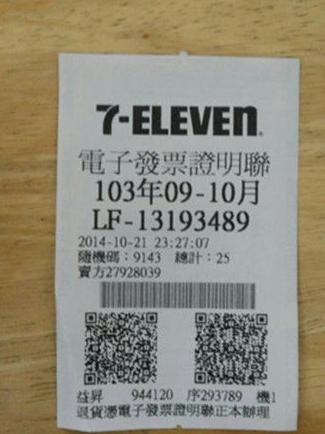 7-ELEVEN.
電子發票證明聯
103年09-10月
LF-13193489
2014-10-21 23:27:07
隨機碼：9143 總計：25
賣方27928039
益昇 944120 序293789 機1
退貨憑電子發票證明聯正本辦理